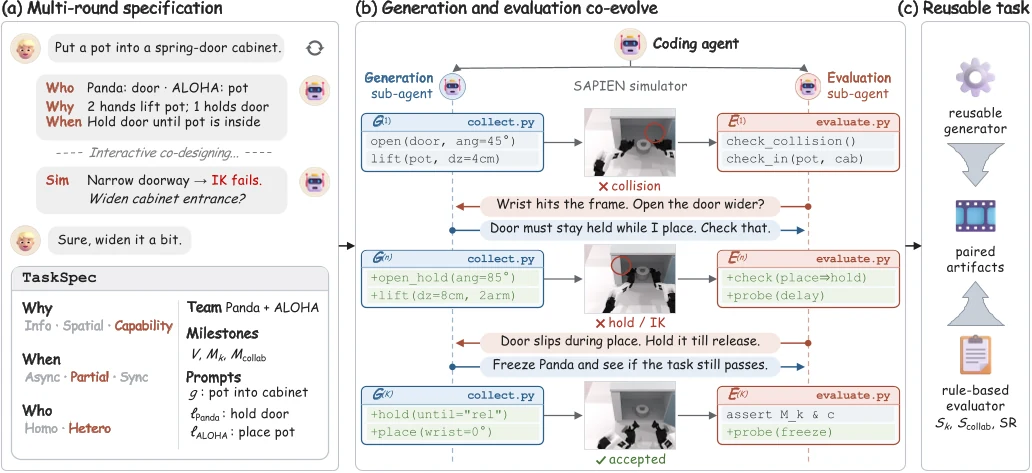 (a) Multi-round specification
Put a pot into a spring-door cabinet.
Who Panda: door · ALOHA: pot
Why 2 hands lift pot; 1 holds door
When Hold door until pot is inside
---- Interactive co-designing... ----
Sim Narrow doorway → IK fails.
Widen cabinet entrance?
Sure, widen it a bit.
TaskSpec
Why
Info · Spatial · Capability
When
Async · Partial · Sync
Who
Homo · Hetero
Team Panda + ALOHA
Milestones
V, M_k, M_collab
Prompts
g : pot into cabinet
ℓ_Panda : hold door
ℓ_ALOHA : place pot
(b) Generation and evaluation co-evolve
Coding agent
Generation
sub-agent
SAPIEN simulator
Evaluation
sub-agent
G(1) collect.py
open(door, ang=45°)
lift(pot, dz=4cm)
✗ collision
E(1) evaluate.py
check_collision()
check_in(pot, cab)
Wrist hits the frame. Open the door wider?
Door must stay held while I place. Check that.
G(n) collect.py
+open_hold(ang=85°)
+lift(dz=8cm, 2arm)
✗ hold / IK
E(n) evaluate.py
+check(place⇒hold)
+probe(delay)
Door slips during place. Hold it till release.
Freeze Panda and see if the task still passes.
G(K) collect.py
+hold(until="rel")
+place(wrist=0°)
✓ accepted
E(K) evaluate.py
assert M_k & c
+probe(freeze)
(c) Reusable task
reusable
generator
paired
artifacts
rule-based
evaluator
S_k, S_collab, SR